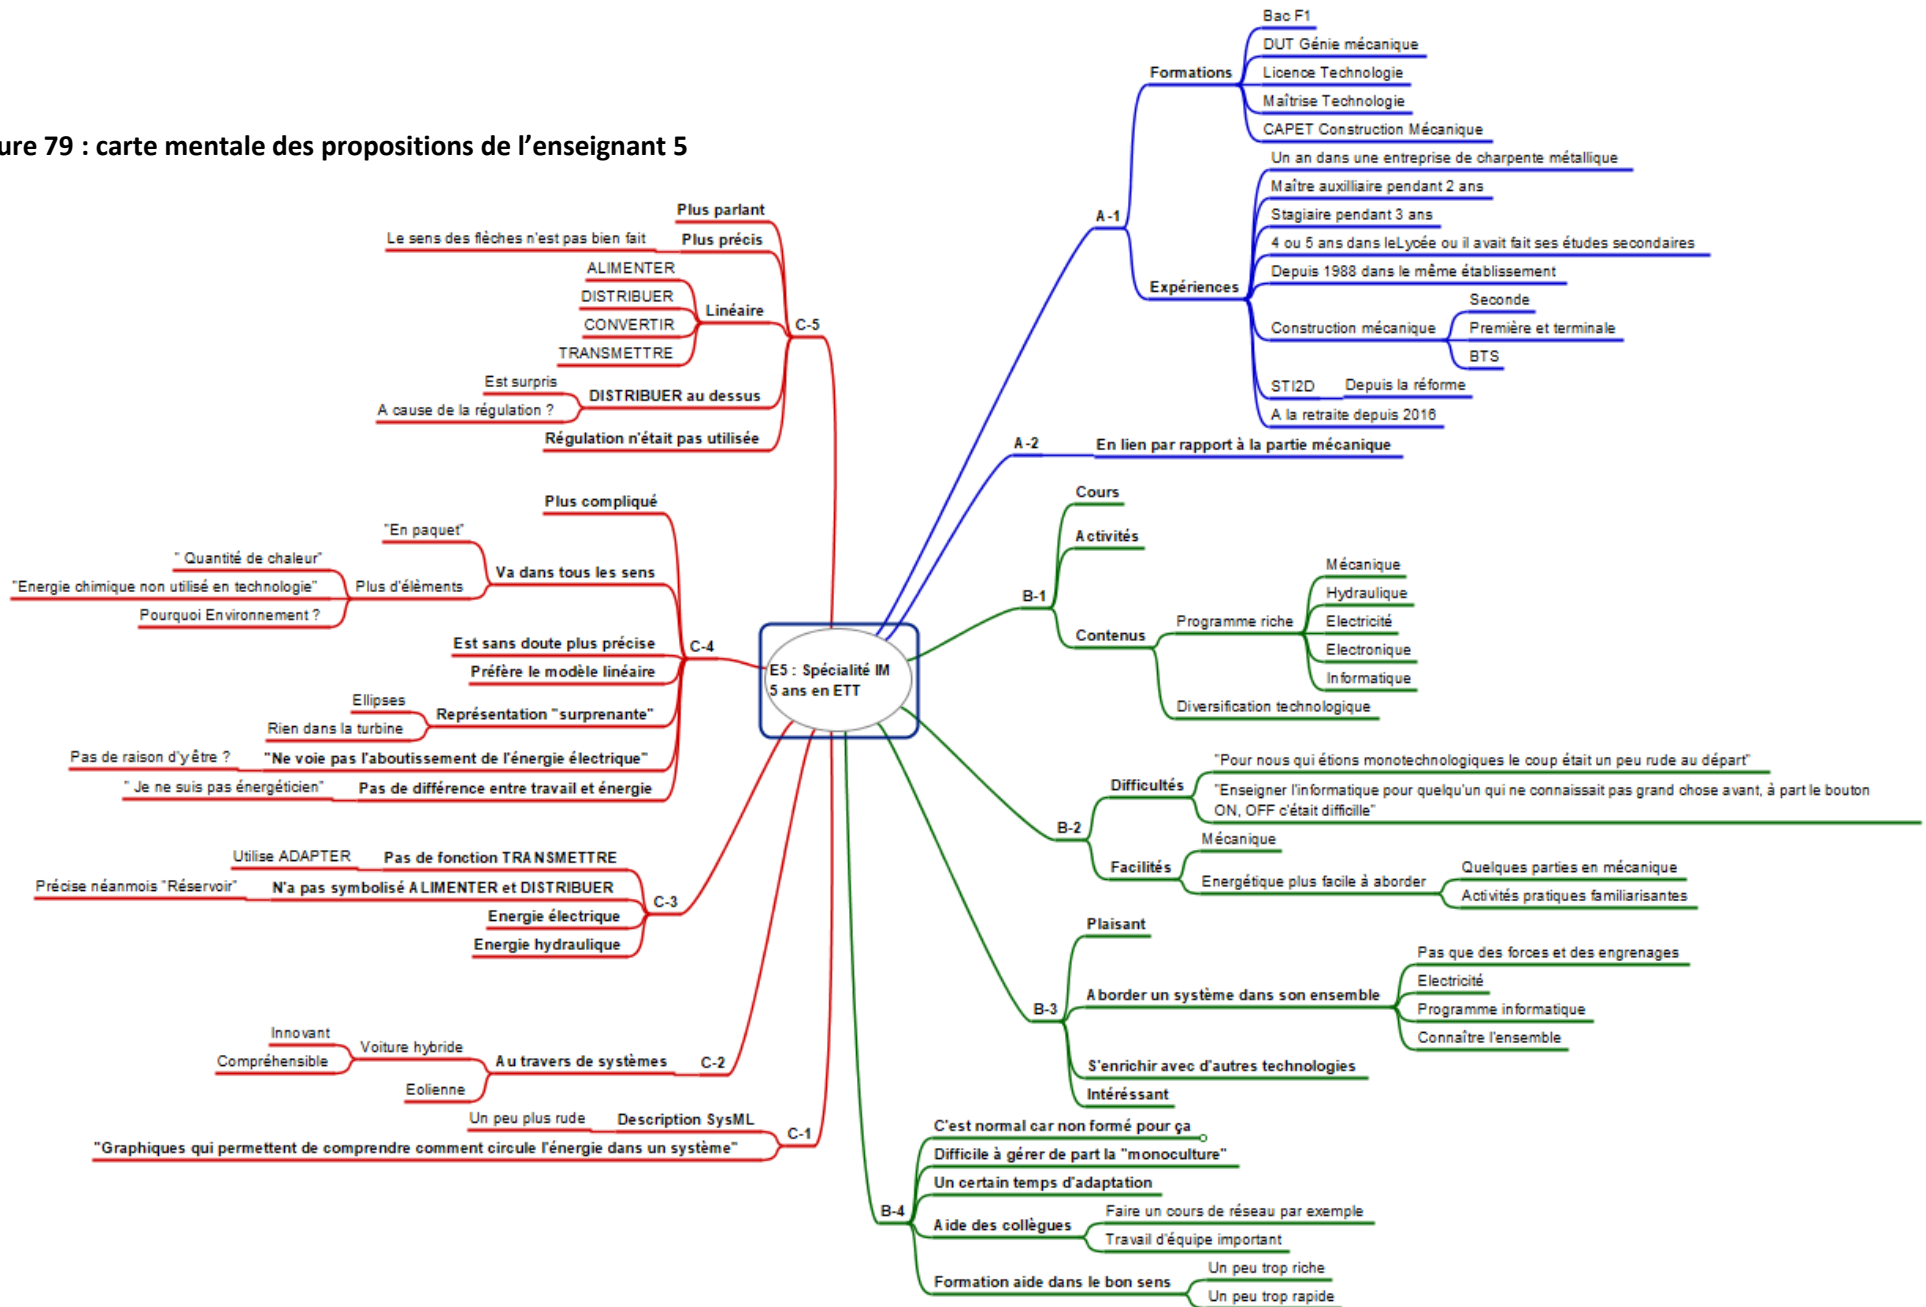 ure 79 : carte mentale des propositions de l'enseignant 5
E5 : Spécialité IM
5 ans en ETT
A-1
Formations
Bac F1
DUT Génie mécanique
Licence Technologie
Maîtrise Technologie
CAPET Construction Mécanique
Expériences
Un an dans une entreprise de charpente métallique
Maître auxilliaire pendant 2 ans
Stagiaire pendant 3 ans
4 ou 5 ans dans leLycée ou il avait fait ses études secondaires
Depuis 1988 dans le même établissement
Construction mécanique
Seconde
Première et terminale
BTS
STI2D
Depuis la réforme
A la retraite depuis 2016
A-2
En lien par rapport à la partie mécanique
B-1
Cours
Activités
Contenus
Programme riche
Mécanique
Hydraulique
Electricité
Electronique
Informatique
Diversification technologique
B-2
Difficultés
"Pour nous qui étions monotechnologiques le coup était un peu rude au départ"
"Enseigner l'informatique pour quelqu'un qui ne connaissait pas grand chose avant, à part le bouton
ON, OFF c'était difficille"
Facilités
Mécanique
Energétique plus facile à aborder
Quelques parties en mécanique
Activités pratiques familiarisantes
B-3
Plaisant
Aborder un système dans son ensemble
Pas que des forces et des engrenages
Electricité
Programme informatique
Connaître l'ensemble
S'enrichir avec d'autres technologies
Intéréssant
B-4
C'est normal car non formé pour ça
Difficile à gérer de part la "monoculture"
Un certain temps d'adaptation
Aide des collègues
Faire un cours de réseau par exemple
Travail d'équipe important
Formation aide dans le bon sens
Un peu trop riche
Un peu trop rapide
C-5
Plus parlant
Plus précis
Le sens des flèches n'est pas bien fait
Linéaire
ALIMENTER
DISTRIBUER
CONVERTIR
TRANSMETTRE
DISTRIBUER au dessus
Est surpris
A cause de la régulation ?
Régulation n'était pas utilisée
C-4
Plus compliqué
Va dans tous les sens
"En paquet"
Plus d'élèments
" Quantité de chaleur"
"Energie chimique non utilisé en technologie"
Pourquoi Environnement ?
Est sans doute plus précise
Préfère le modèle linéaire
Représentation "surprenante"
Ellipses
Rien dans la turbine
"Ne voie pas l'aboutissement de l'énergie électrique"
Pas de raison d'y être ?
Pas de différence entre travail et énergie
" Je ne suis pas énergéticien"
C-3
Pas de fonction TRANSMETTRE
Utilise ADAPTER
N'a pas symbolisé ALIMENTER et DISTRIBUER
Précise néanmois "Réservoir"
Energie électrique
Energie hydraulique
C-2
Au travers de systèmes
Voiture hybride
Innovant
Compréhensible
Eolienne
C-1
Description SysML
Un peu plus rude
"Graphiques qui permettent de comprendre comment circule l'énergie dans un système"